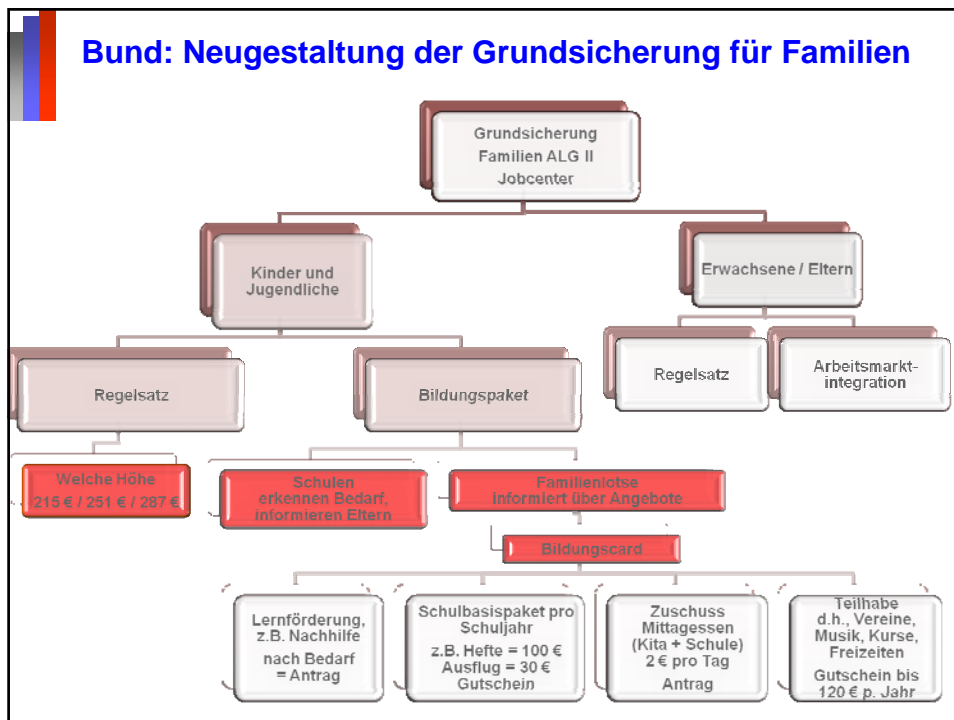 Bund: Neugestaltung der Grundsicherung für Familien
Grundsicherung
Familien ALG II
Jobcenter
Kinder und
Jugendliche
Erwachsene / Eltern
Regelsatz
Bildungspaket
Regelsatz
Arbeitsmarkt-
integration
Welche Höhe
215 € / 251 € / 287 €
Schulen
erkennen Bedarf,
informieren Eltern
Familienlotse
informiert über Angebote
Bildungscard
Lernförderung,
z.B. Nachhilfe
nach Bedarf
= Antrag
Schulbasispaket pro
Schuljahr
z.B. Hefte = 100 €
Ausflug = 30 €
Gutschein
Zuschuss
Mittagessen
(Kita + Schule)
2 € pro Tag
Antrag
Teilhabe
d.h., Vereine,
Musik, Kurse,
Freizeiten
Gutschein bis
120 € p. Jahr